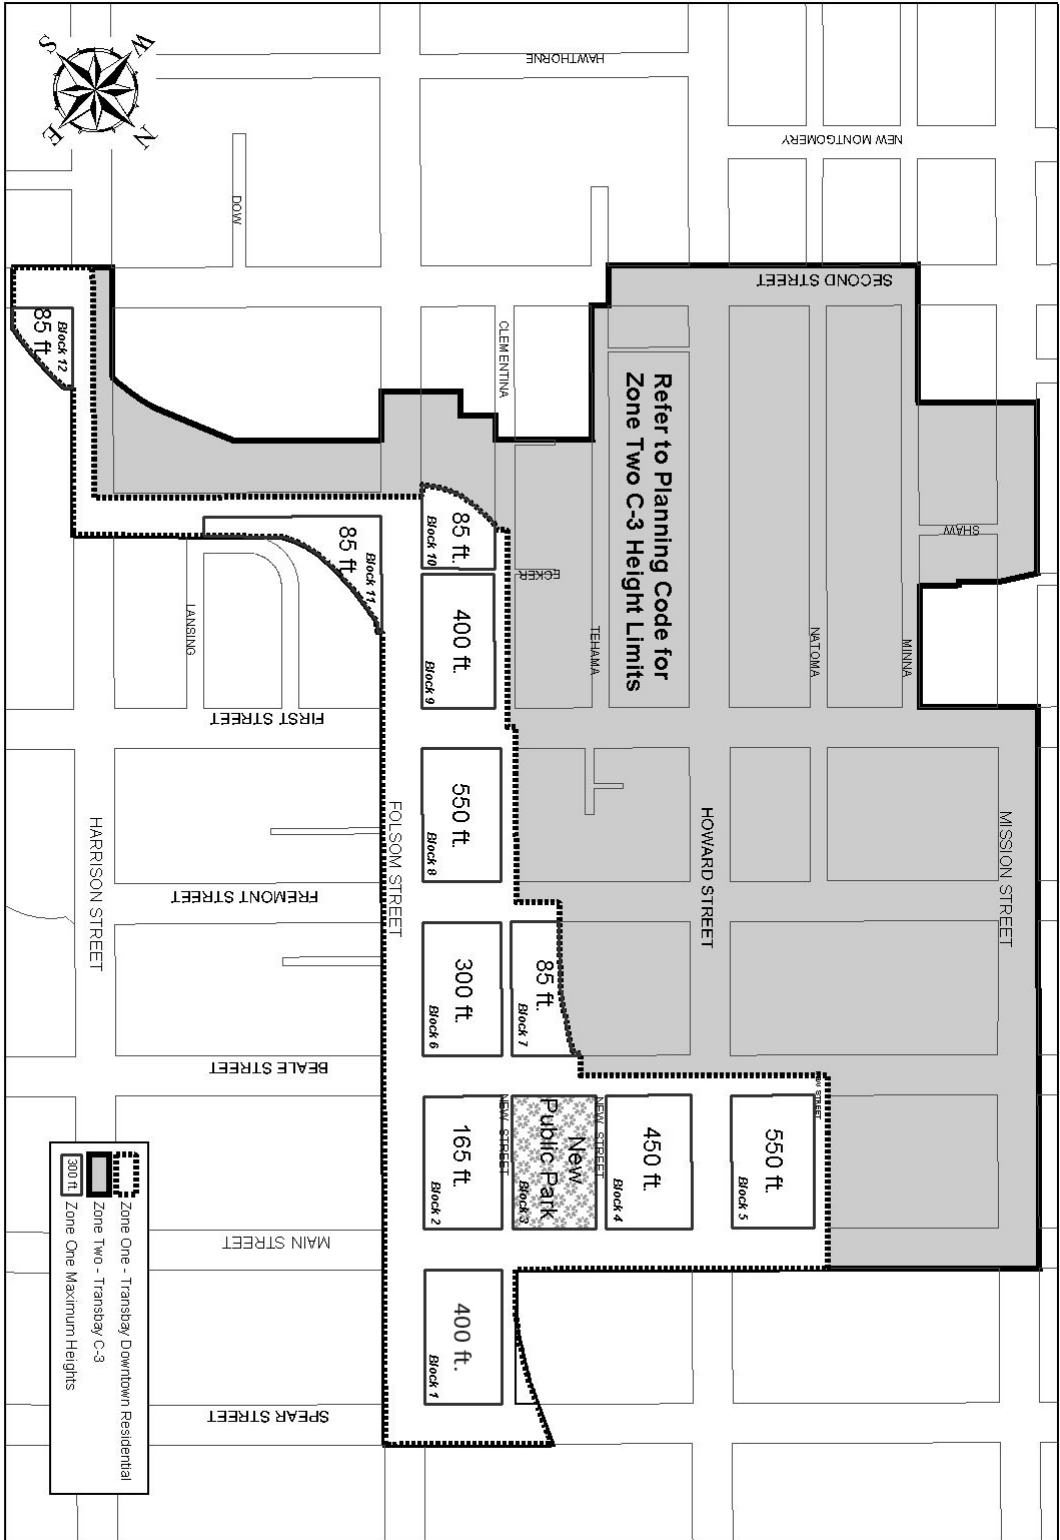 S
W
E
N
HAWTHORNE
NEW MONTGOMERY
DOW
SECOND STREET
CLEMENTINA
Refer to Planning Code for
Zone Two C-3 Height Limits
SHAW
Block 12
85 ft.
85 ft.
Block 10
Block 11
85 ft.
ECKER
LANSING
TEHAMA
NATOMA
MINNA
400 ft.
Block 9
FIRST STREET
550 ft.
Block 8
HARRISON STREET
FOLSOM STREET
HOWARD STREET
MISSION STREET
FREMONT STREET
300 ft.
Block 6
85 ft.
Block 7
BEALE STREET
165 ft.
Block 2
NEW STREET
New
Public Park
Block 3
NEW STREET
450 ft.
Block 4
550 ft.
Block 5
NEW STREET
MAIN STREET
400 ft.
Block 1
SPEAR STREET
Zone One - Transbay Downtown Residential
Zone Two - Transbay C-3
300 ft.
Zone One Maximum Heights